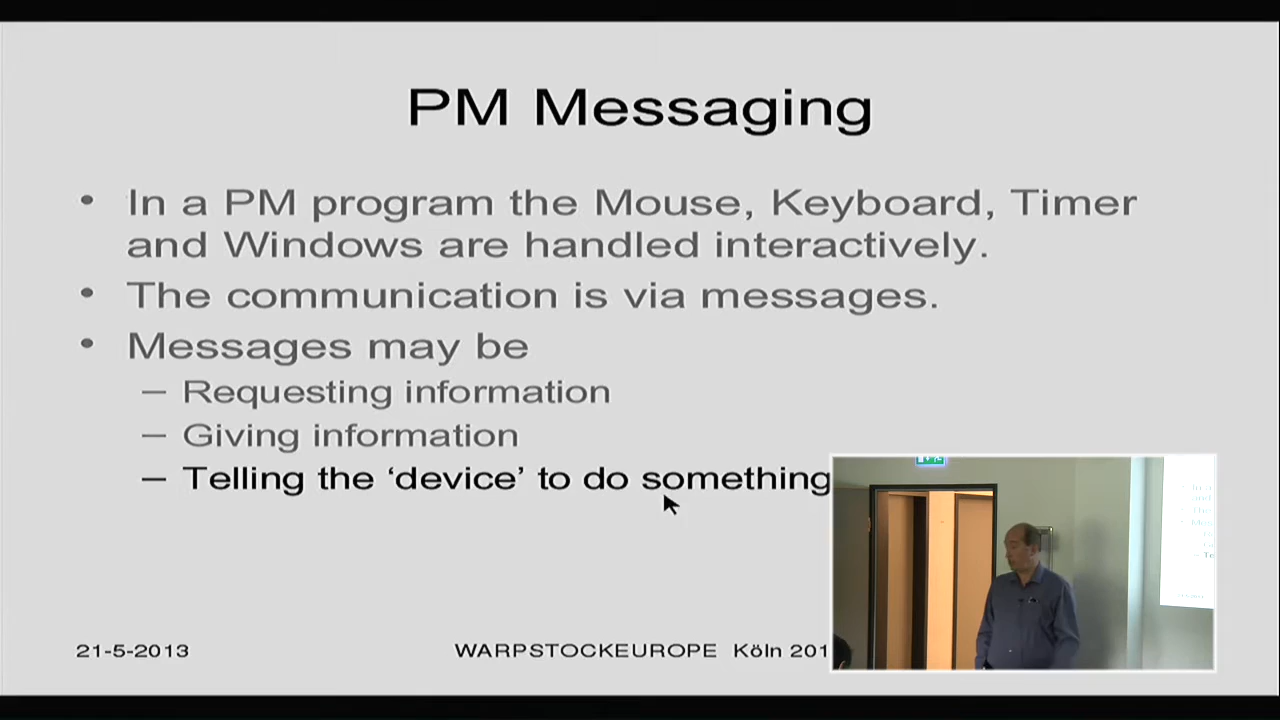 PM Messaging
• In a PM program the Mouse, Keyboard, Timer
and Windows are handled interactively.
• The communication is via messages.
• Messages may be
– Requesting information
– Giving information
– Telling the ‘device’ to do something
21-5-2013
WARPSTOCKEUROPE Köln 201